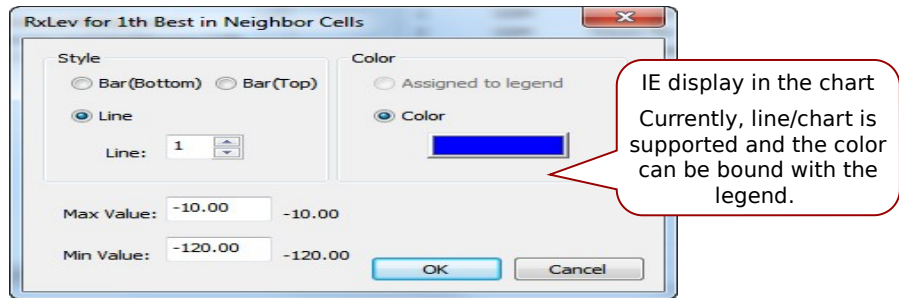 RxLev for 1th Best in Neighbor Cells
Style
Bar(Bottom) Bar(Top)
Line
Line: 1
Color
Assigned to legend
Color
Max Value: -10.00 -10.00
Min Value: -120.00 -120.00
OK Cancel
IE display in the chart
Currently, line/chart is
supported and the color
can be bound with the
legend.